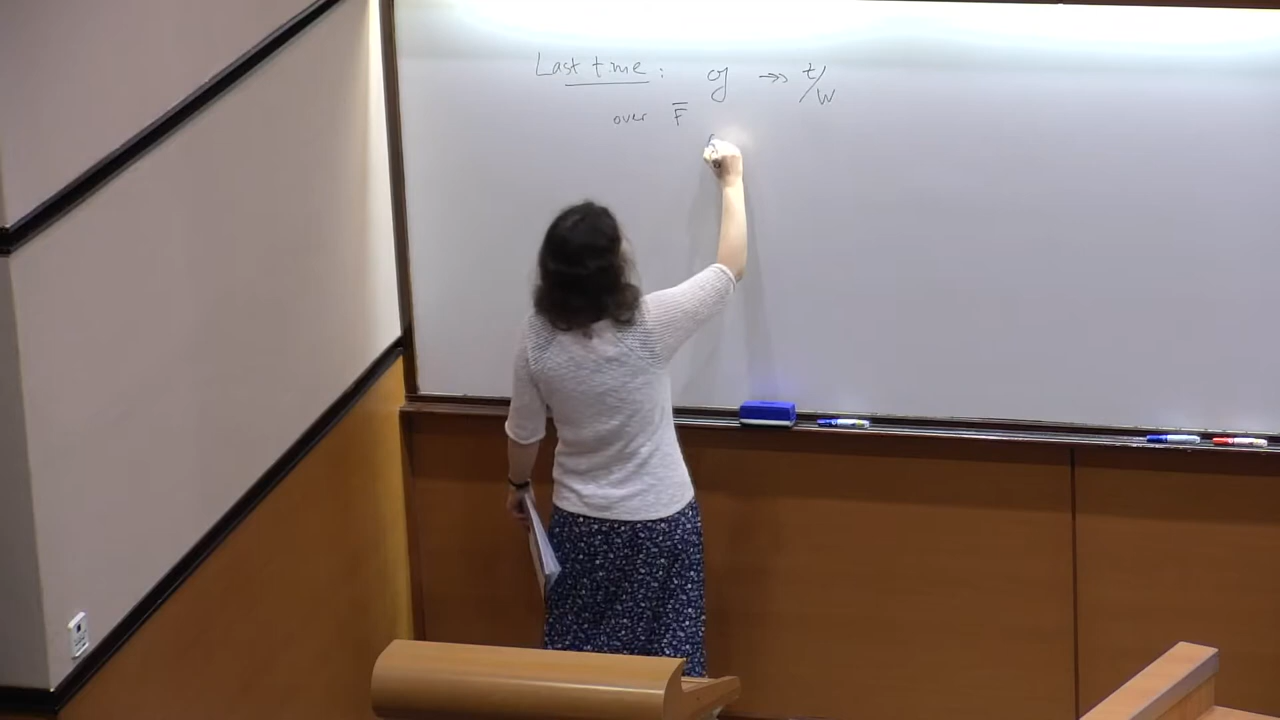 Last time : 𝔤 ↠ t/W
over F̅